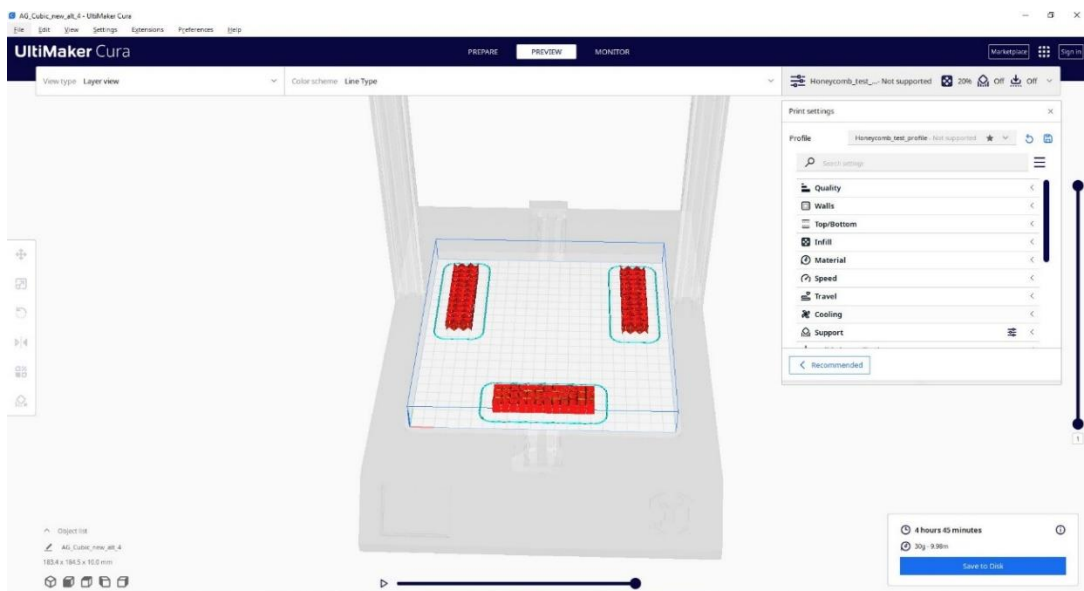 AG_Cubic_new_alt_4 - UltiMaker Cura
File Edit View Settings Extensions Preferences Help
UltiMaker Cura PREPARE PREVIEW MONITOR Marketplace Sign in
View type Layer view Color scheme Line Type Honeycomb_test_... - Not supported 20% Off Off
Print settings
Profile Honeycomb_test_profile - Not supported
Search settings
Quality
Walls
Top/Bottom
Infill
Material
Speed
Travel
Cooling
Support
Recommended
1
Object list
AG_Cubic_new_alt_4
183.4 x 184.5 x 10.0 mm
4 hours 45 minutes
30g · 9.98m
Save to Disk